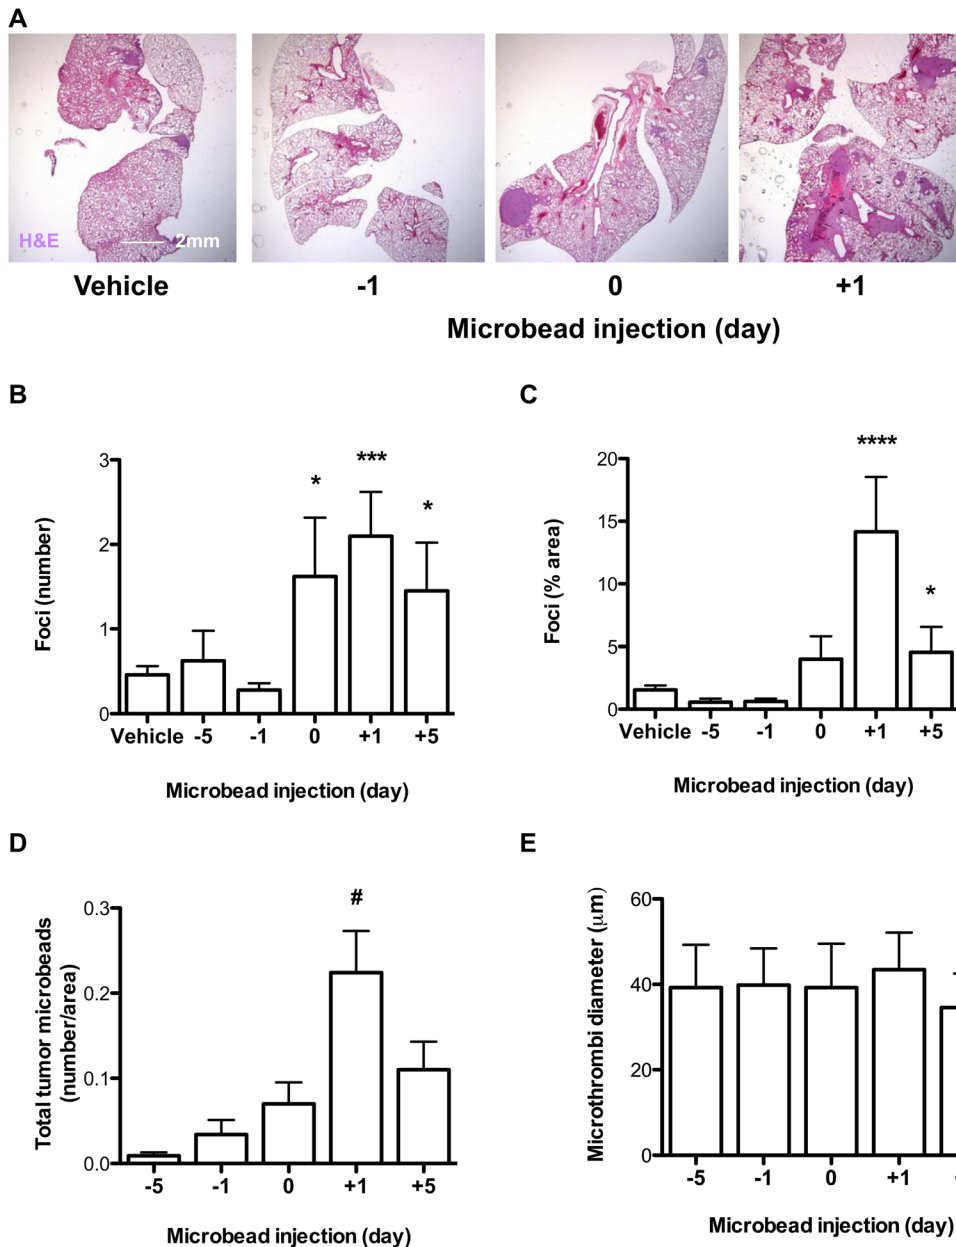 A
H&E
2mm
Vehicle
-1
0
+1
Microbead injection (day)
B
Foci (number)
3
2
1
0
*
***
*
Vehicle
-5
-1
0
+1
+5
Microbead injection (day)
C
Foci (% area)
20
15
10
5
0
****
*
Vehicle
-5
-1
0
+1
+5
Microbead injection (day)
D
Total tumor microbeads
(number/area)
0.3
0.2
0.1
0.0
#
-5
-1
0
+1
+5
Microbead injection (day)
E
Microthrombi diameter (μm)
60
40
20
0
-5
-1
0
+1
Microbead injection (day)